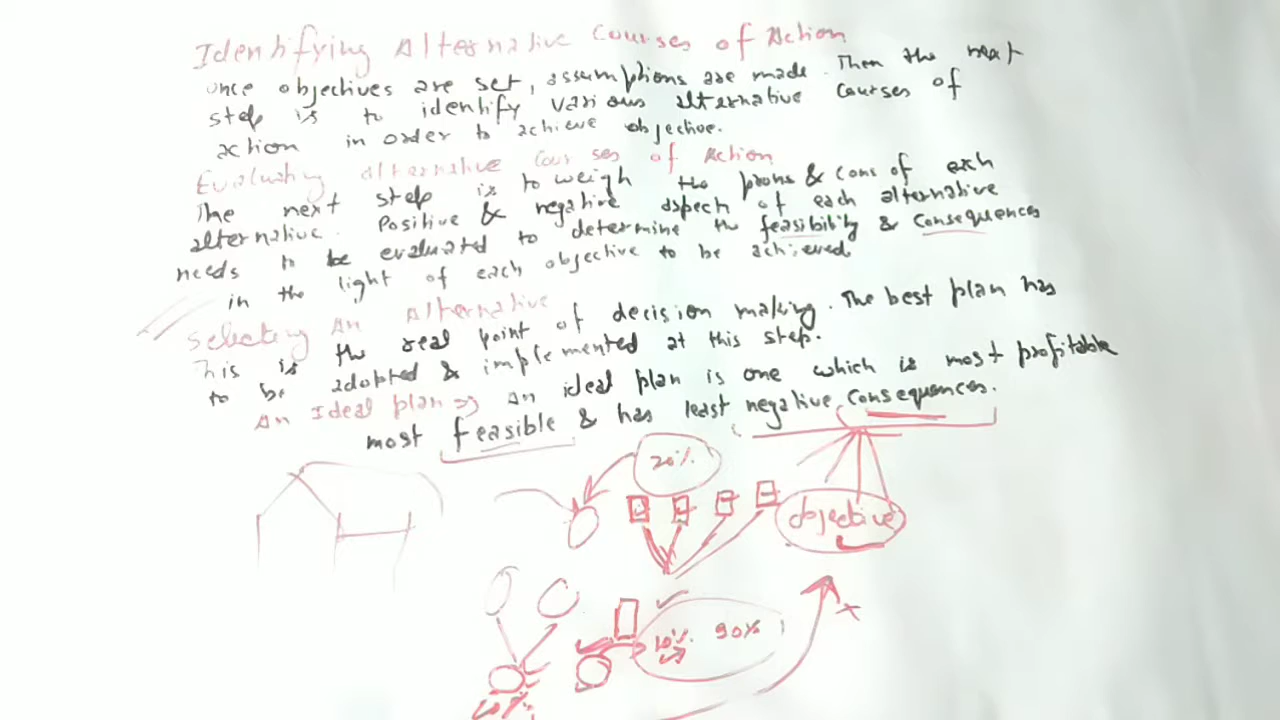 Identifying Alternative Courses of Action
once objectives are set, assumptions are made. Then the next
step is to identify various alternative courses of
action in order to achieve objective.
Evaluating alternative Courses of Action
The next step is to weigh the prons & cons of each
alternative. Positive & negative aspect of each alternative
needs to be evaluated to determine the feasibility & consequences
in the light of each objective to be achieved.
Selecting An Alternative
This is the real point of decision making. The best plan has
to be adopted & implemented at this step.
An Ideal plan => An ideal plan is one which is most profitable
most feasible & has least negative consequences.
20%
objective
10% 90%